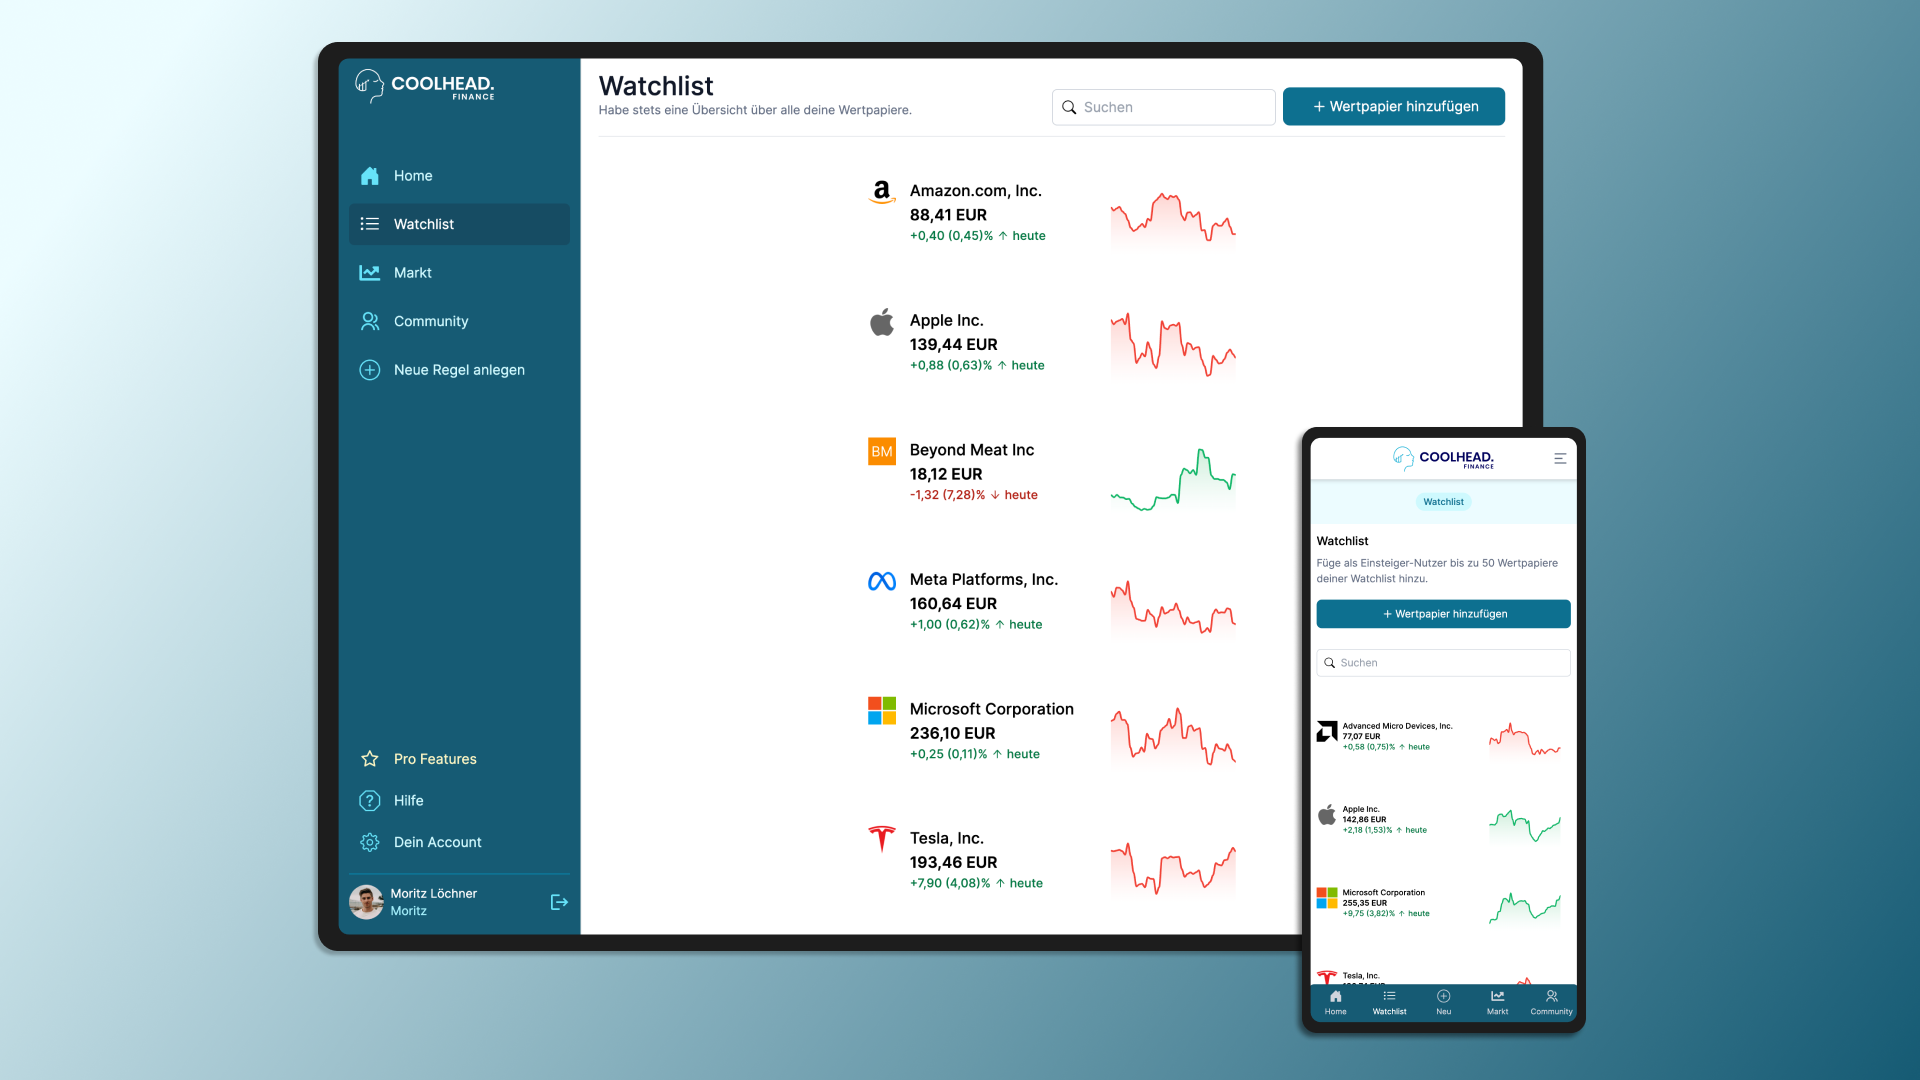 COOLHEAD.
FINANCE
Home
Watchlist
Markt
Community
Neue Regel anlegen
Pro Features
Hilfe
Dein Account
Moritz Löchner
Moritz
Watchlist
Habe stets eine Übersicht über alle deine Wertpapiere.
Suchen
+ Wertpapier hinzufügen
a
Amazon.com, Inc.
88,41 EUR
+0,40 (0,45)% ↑ heute
Apple Inc.
139,44 EUR
+0,88 (0,63)% ↑ heute
BM
Beyond Meat Inc
18,12 EUR
-1,32 (7,28)% ↓ heute
Meta Platforms, Inc.
160,64 EUR
+1,00 (0,62)% ↑ heute
Microsoft Corporation
236,10 EUR
+0,25 (0,11)% ↑ heute
Tesla, Inc.
193,46 EUR
+7,90 (4,08)% ↑ heute
COOLHEAD.
FINANCE
Watchlist
Watchlist
Füge als Einsteiger-Nutzer bis zu 50 Wertpapiere
deiner Watchlist hinzu.
+ Wertpapier hinzufügen
Suchen
Advanced Micro Devices, Inc.
77,07 EUR
+0,58 (0,75)% ↑ heute
Apple Inc.
142,86 EUR
+2,18 (1,53)% ↑ heute
Microsoft Corporation
255,35 EUR
+9,75 (3,82)% ↑ heute
Tesla, Inc.
Home
Watchlist
Neu
Markt
Community